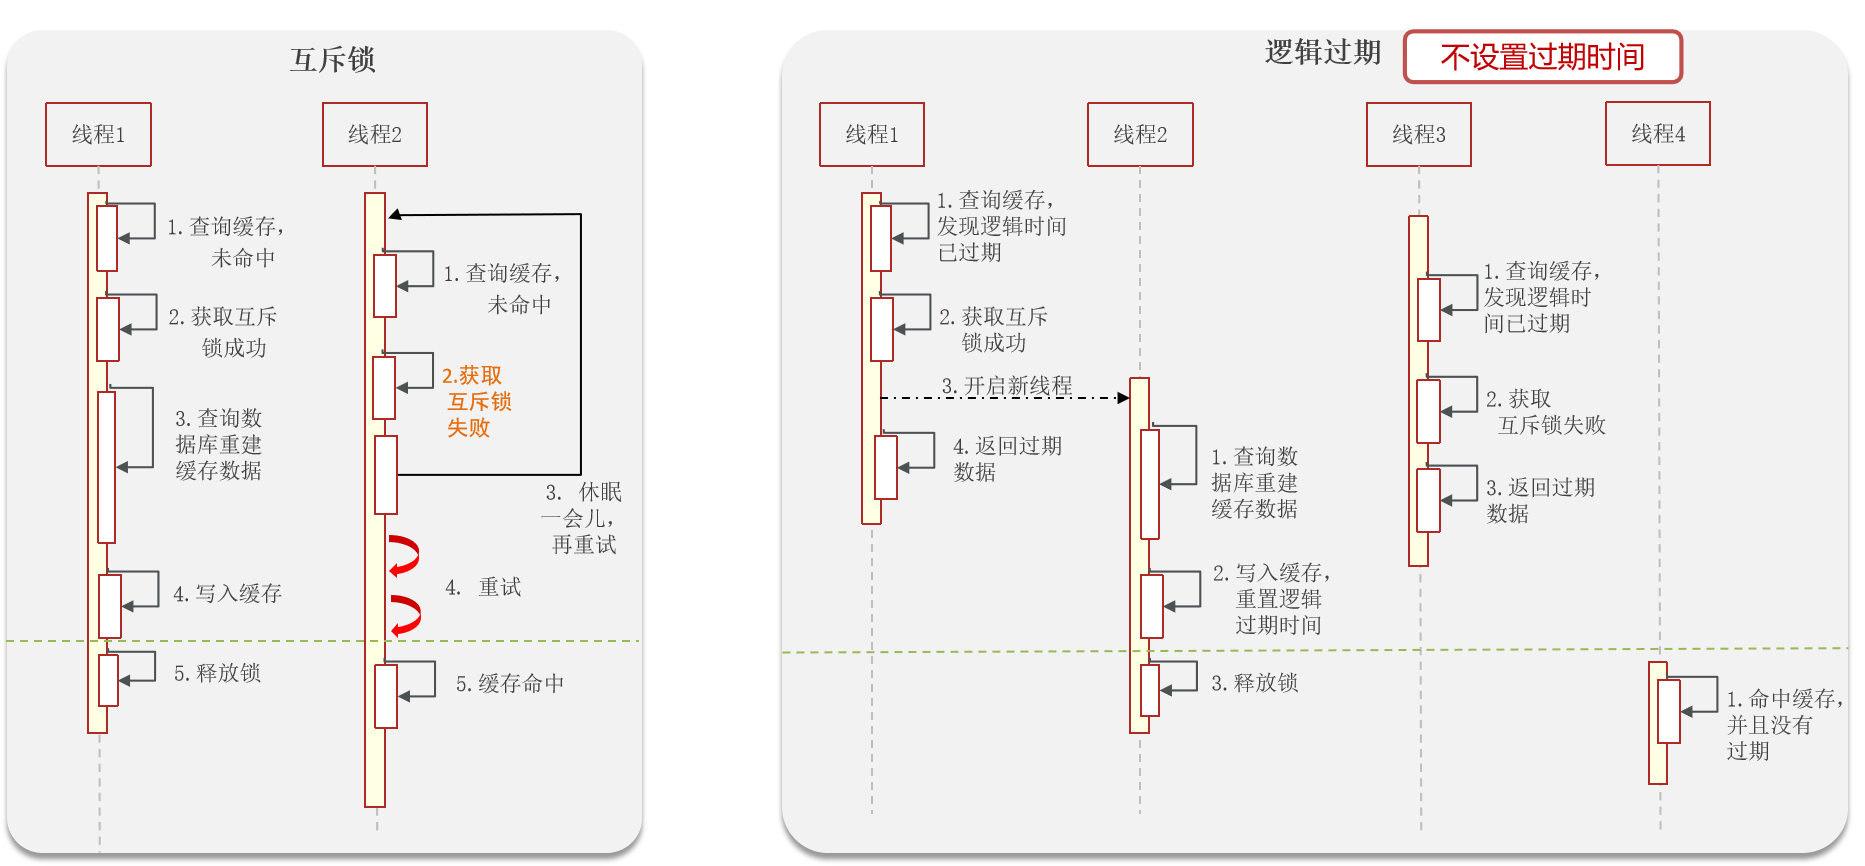 互斥锁
线程1
线程2
1.查询缓存，
未命中
2.获取互斥
锁成功
3.查询数
据库重建
缓存数据
4.写入缓存
5.释放锁
1.查询缓存，
未命中
2.获取
互斥锁
失败
3. 休眠
一会儿，
再重试
4. 重试
5.缓存命中
逻辑过期
不设置过期时间
线程1
线程2
线程3
线程4
1.查询缓存，
发现逻辑时间
已过期
2.获取互斥
锁成功
3.开启新线程
4.返回过期
数据
1.查询数
据库重建
缓存数据
2.写入缓存，
重置逻辑
过期时间
3.释放锁
1.查询缓存，
发现逻辑时
间已过期
2.获取
互斥锁失败
3.返回过期
数据
1.命中缓存，
并且没有
过期